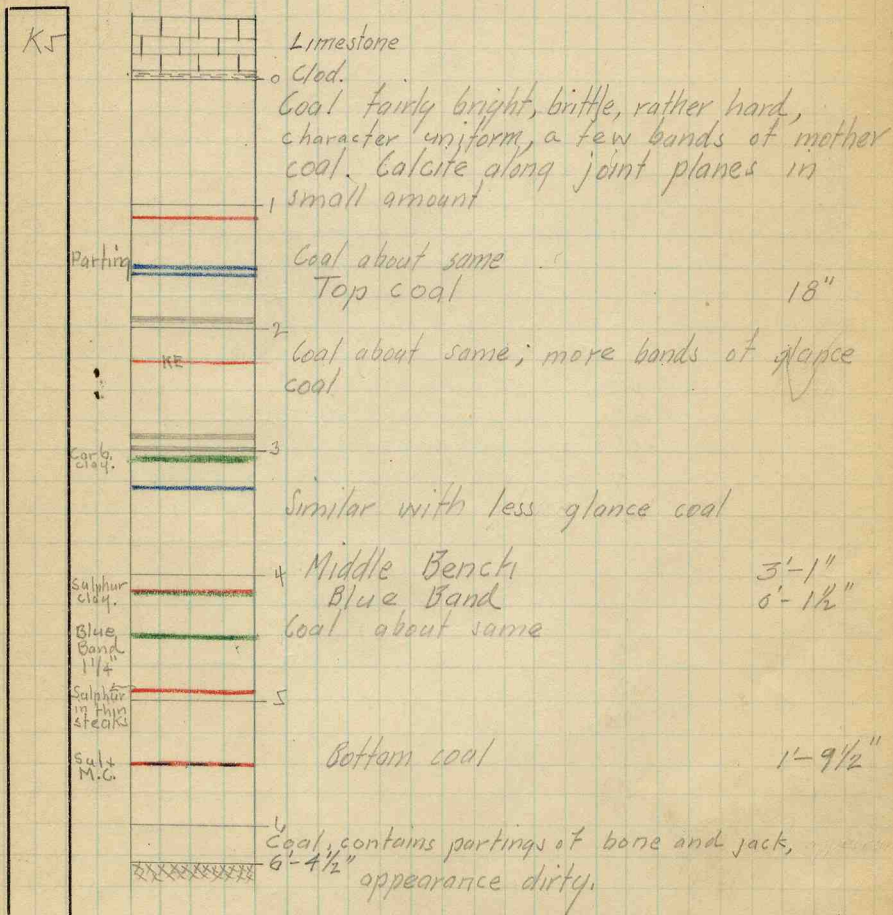 K5
Limestone
0 Clod.
Coal fairly bright, brittle, rather hard,
character uniform, a few bands of mother
coal. Calcite along joint planes in
1 small amount
Parting
Coal about same
Top coal 18"
2
Coal about same; more bands of glance
KE
coal
3
Carb.
clay.
Similar with less glance coal
4 Middle Bench 3'-1"
Sulphur
clay.
Blue Band 0'-1½"
Coal about same
Blue
Band
1 1/4"
Sulphur
in thin
steaks
5
Sul &
M.C.
Bottom coal 1'-9½"
6
Coal, contains partings of bone and jack,
6'-4½"
appearance dirty.